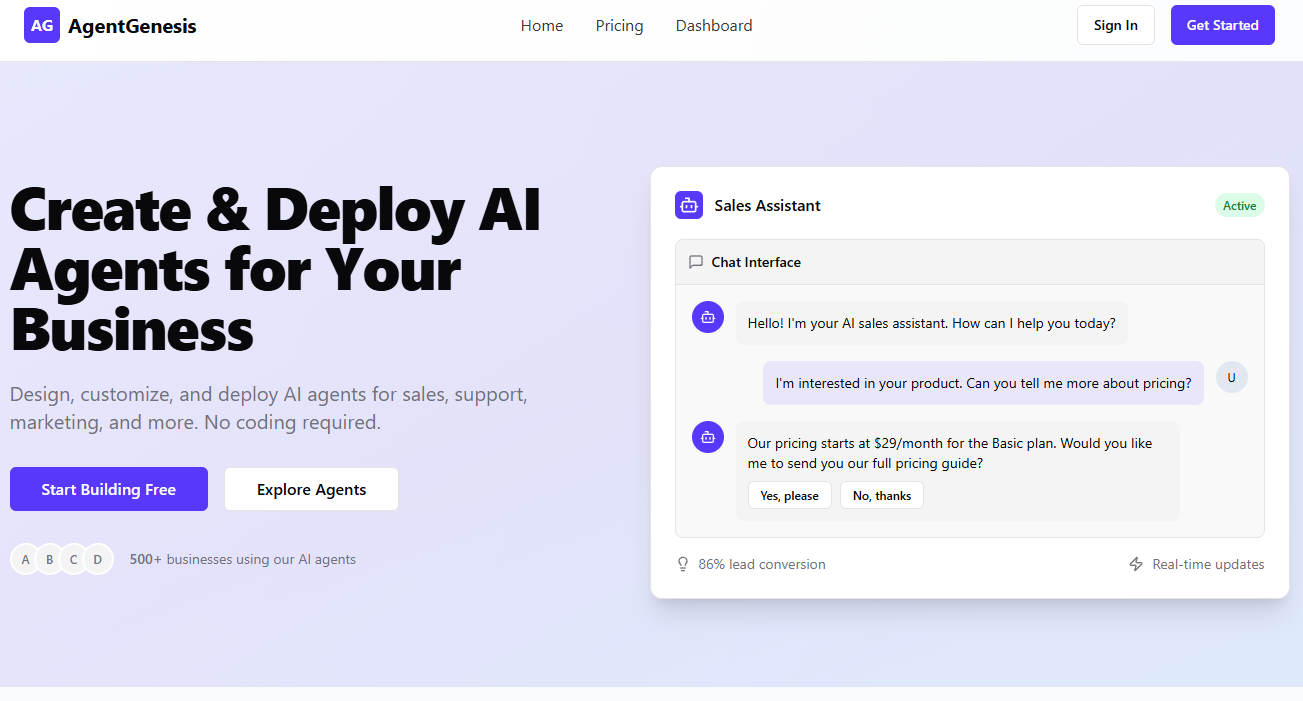 AG AgentGenesis
Home Pricing Dashboard
Sign In Get Started
Create & Deploy AI
Agents for Your
Business
Design, customize, and deploy AI agents for sales, support,
marketing, and more. No coding required.
Start Building Free Explore Agents
A B C D 500+ businesses using our AI agents
Sales Assistant Active
Chat Interface
Hello! I'm your AI sales assistant. How can I help you today?
I'm interested in your product. Can you tell me more about pricing? U
Our pricing starts at $29/month for the Basic plan. Would you like
me to send you our full pricing guide?
Yes, please No, thanks
86% lead conversion Real-time updates